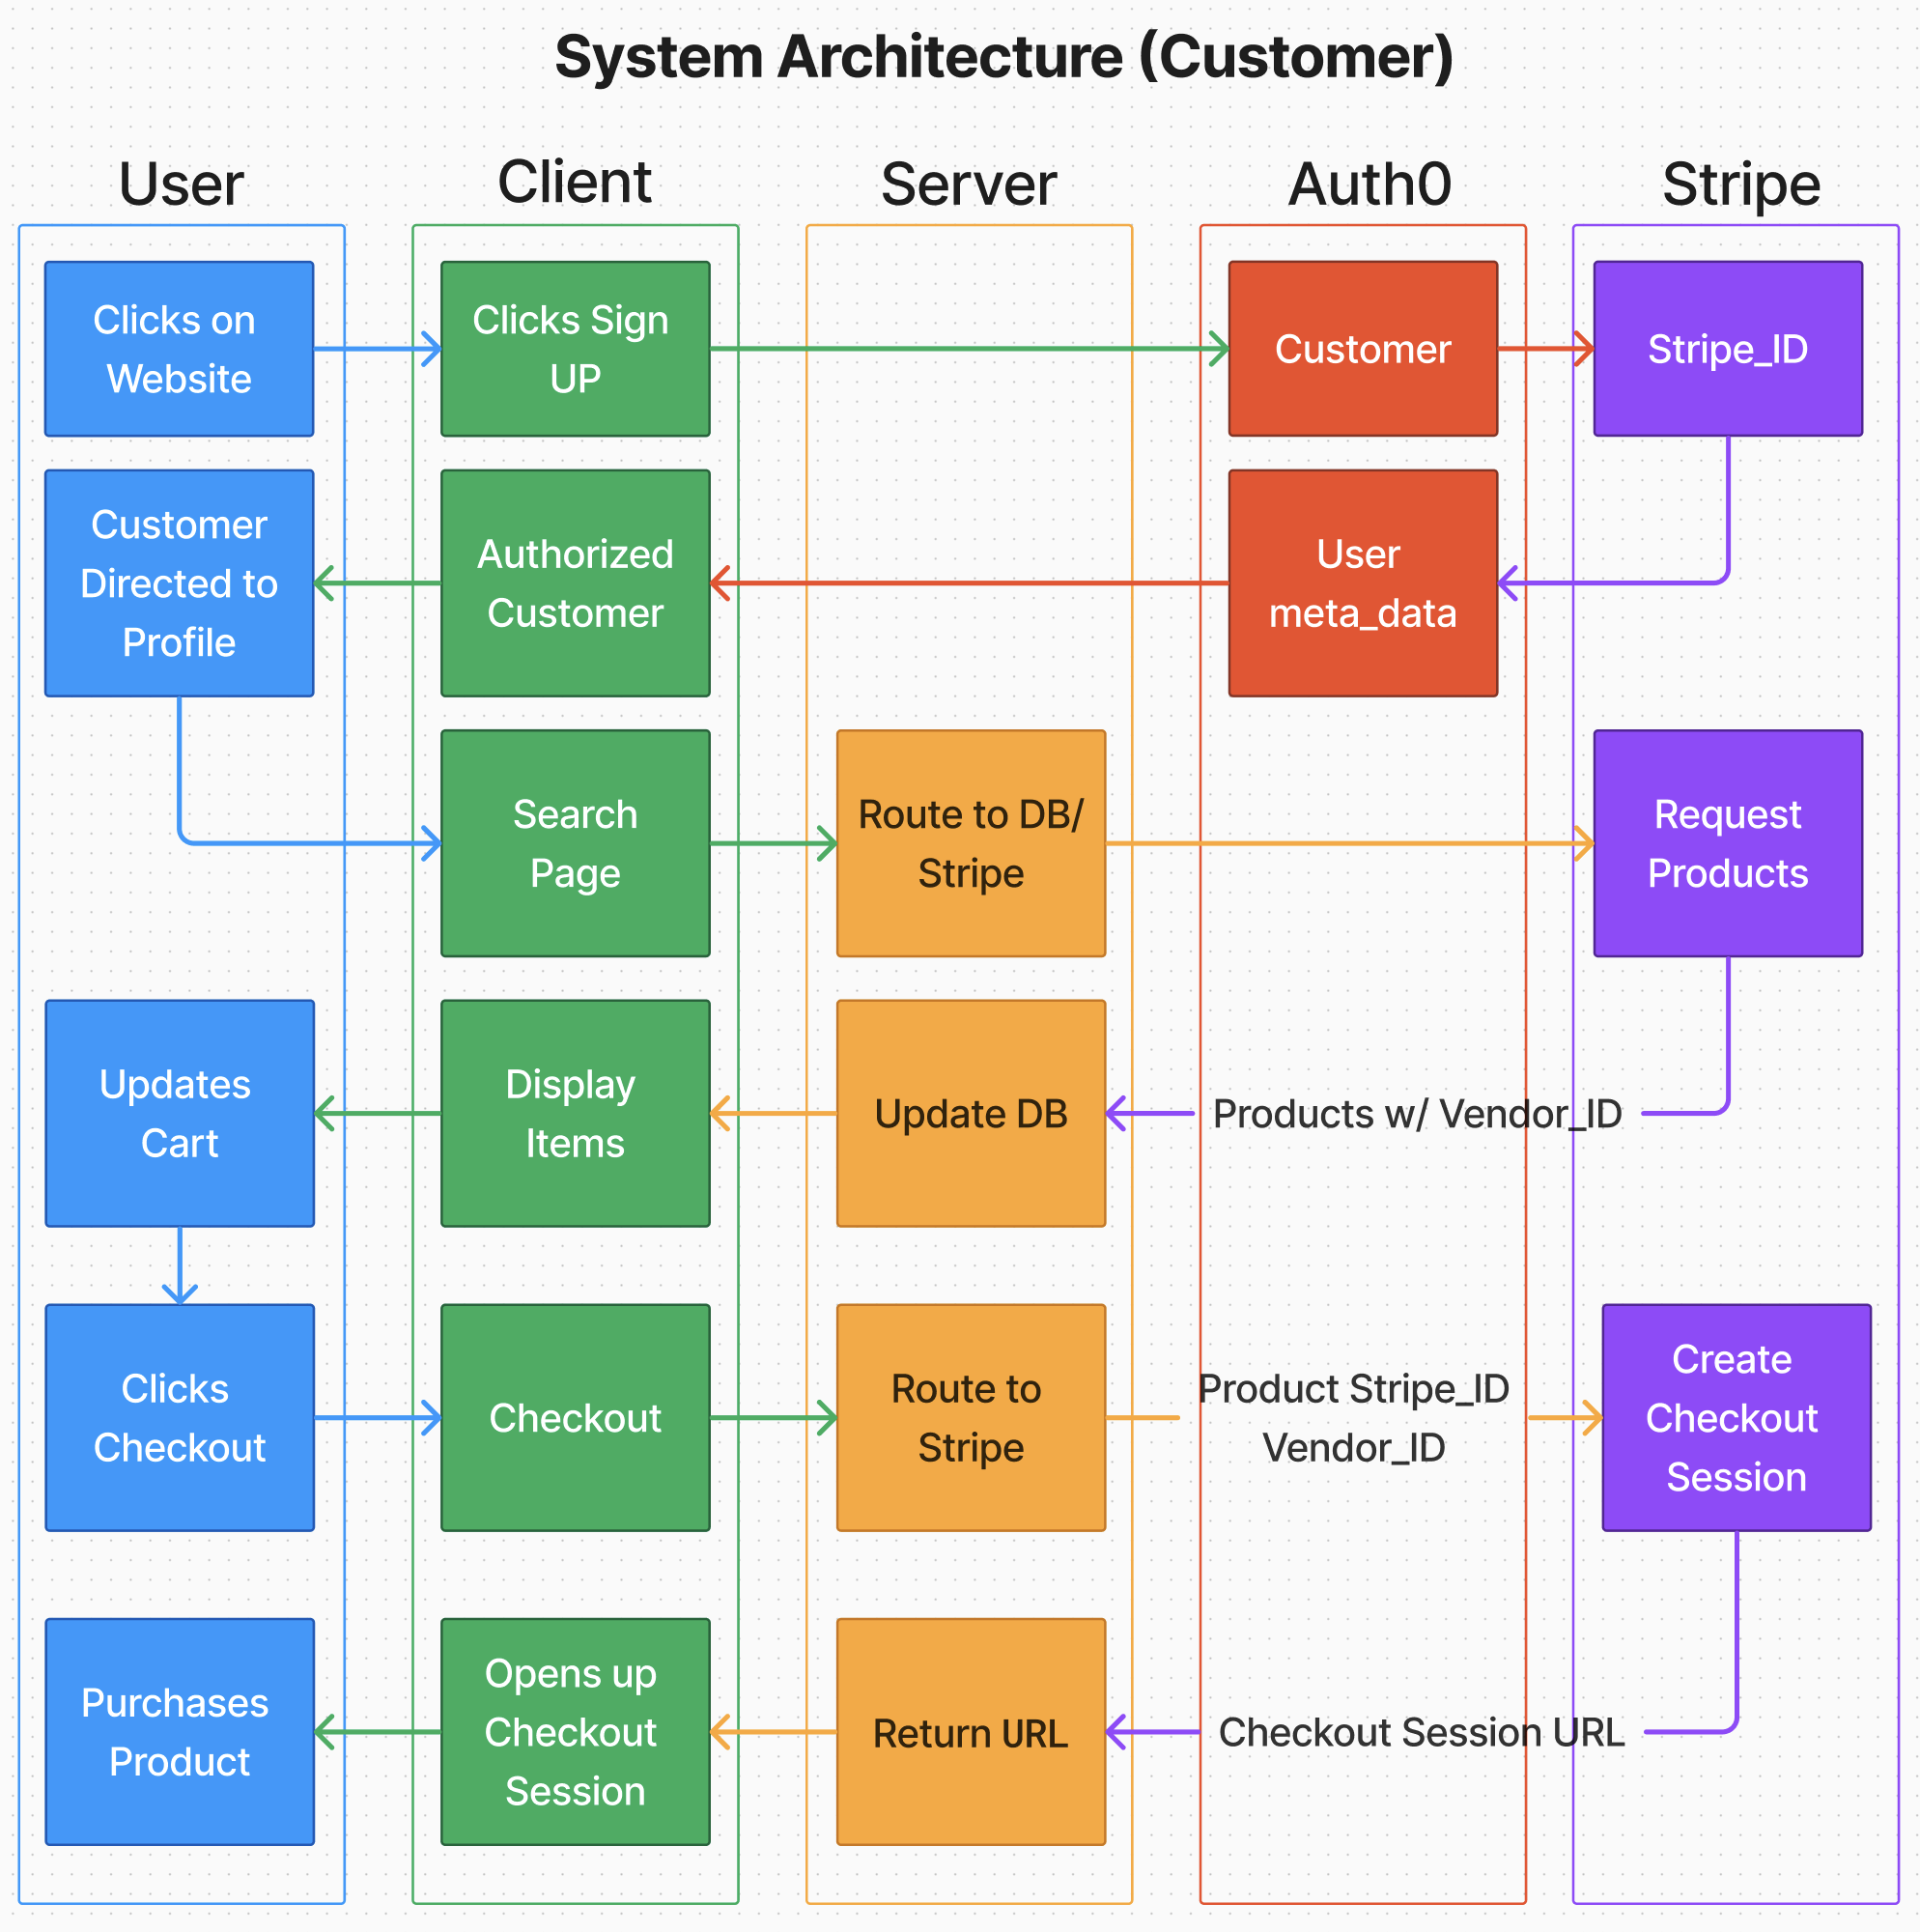 System Architecture (Customer)
User
Client
Server
Auth0
Stripe
Clicks on
Website
Clicks Sign
UP
Customer
Stripe_ID
Customer
Directed to
Profile
Authorized
Customer
User
meta_data
Search
Page
Route to DB/
Stripe
Request
Products
Updates
Cart
Display
Items
Update DB
Products w/ Vendor_ID
Clicks
Checkout
Checkout
Route to
Stripe
Product Stripe_ID
Vendor_ID
Create
Checkout
Session
Purchases
Product
Opens up
Checkout
Session
Return URL
Checkout Session URL